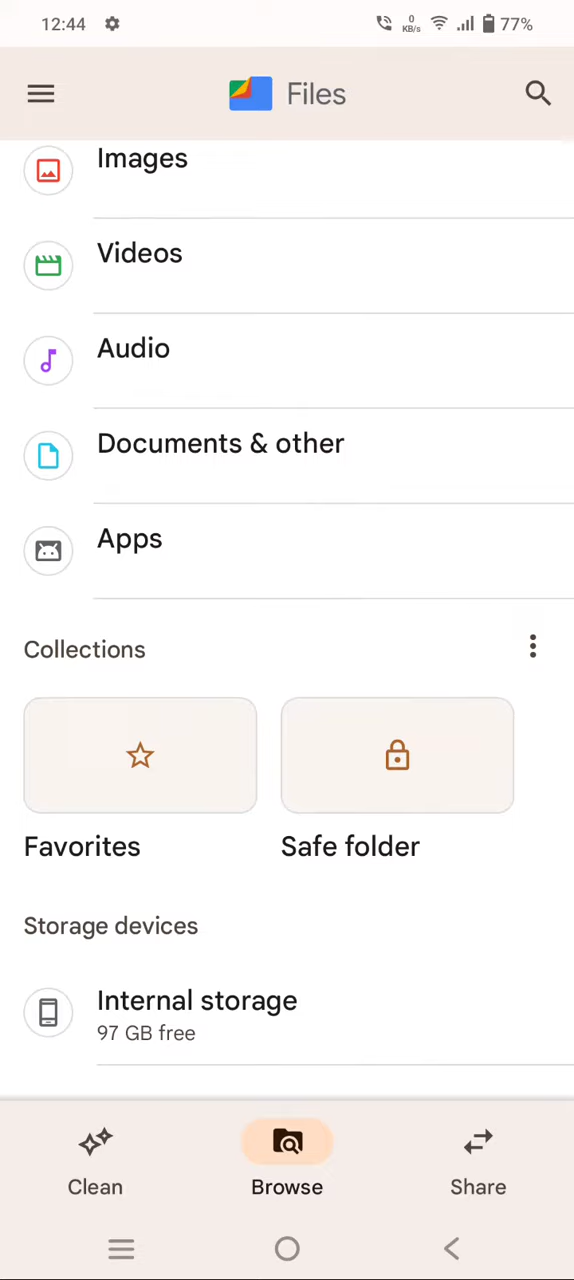 12:44
0
KB/s
77%
Files
Images
Videos
Audio
Documents & other
Apps
Collections
Favorites
Safe folder
Storage devices
Internal storage
97 GB free
Clean
Browse
Share